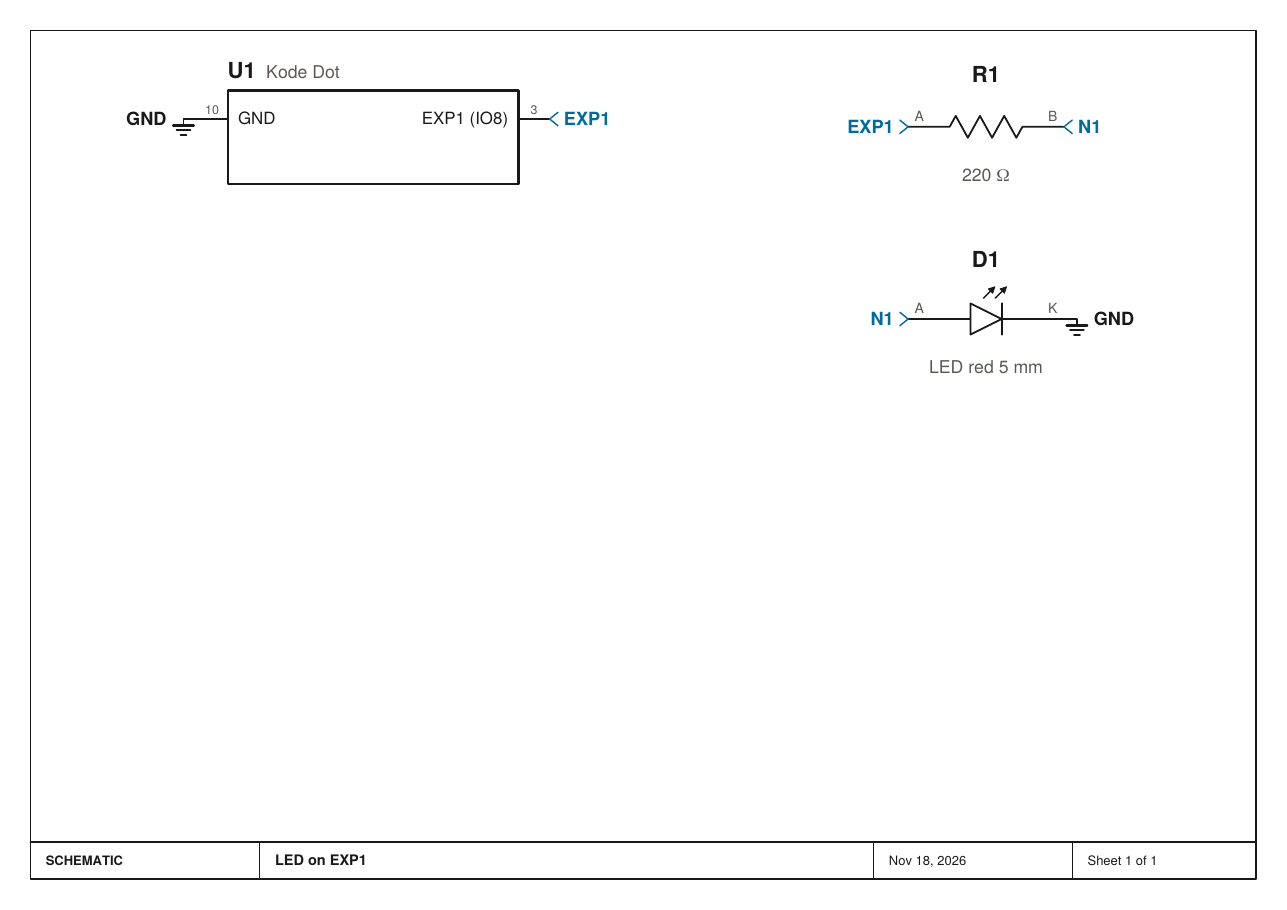 U1 Kode Dot
GND 10 GND EXP1 (IO8) 3 EXP1
R1
EXP1 A B N1
220 Ω
D1
N1 A K GND
LED red 5 mm
SCHEMATIC LED on EXP1 Nov 18, 2026 Sheet 1 of 1